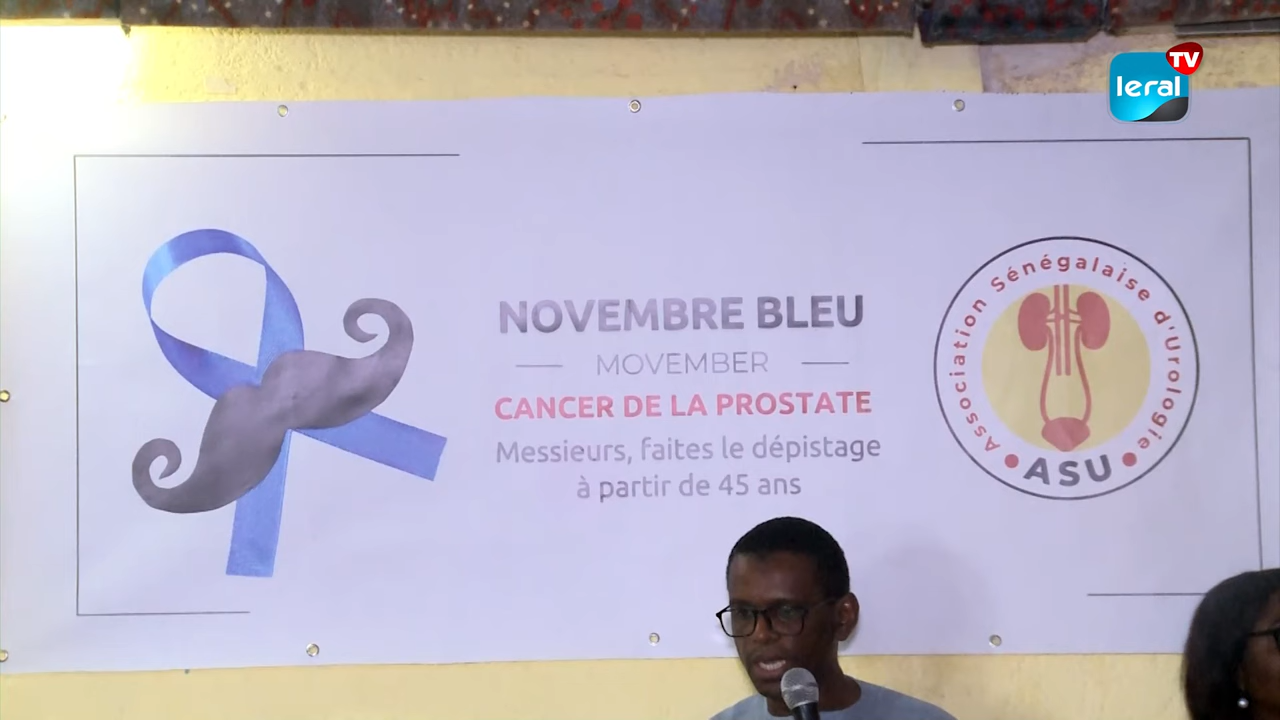 TV
leral
NOVEMBRE BLEU
MOVEMBER
CANCER DE LA PROSTATE
Messieurs, faites le dépistage
à partir de 45 ans
Association Sénégalaise d'Urologie
ASU